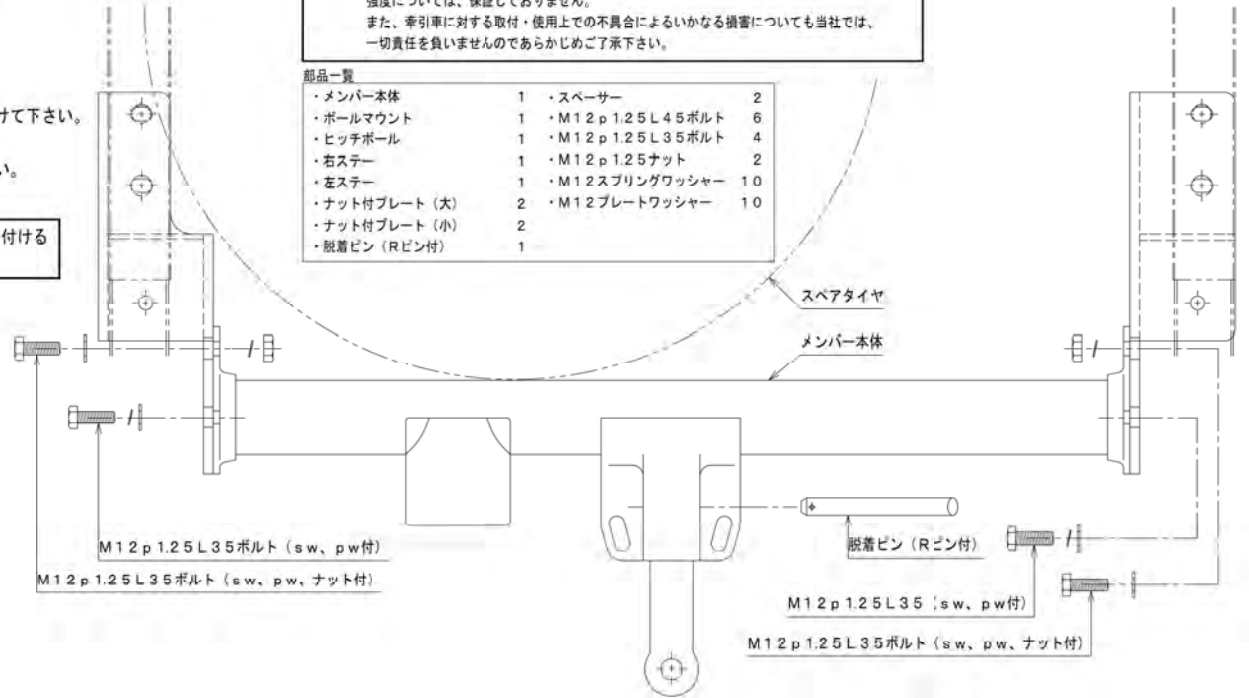 強度については、保証しておりません。
また、牽引車に対する取付・使用上での不具合によるいかなる損害についても当社では、
一切責任を負いませんのであらかじめご了承下さい。
けて下さい。
い。
付ける
部品一覧
・メンバー本体 1 ・スペーサー 2
・ボールマウント 1 ・M12p1.25L45ボルト 6
・ヒッチボール 1 ・M12p1.25L35ボルト 4
・右ステー 1 ・M12p1.25ナット 2
・左ステー 1 ・M12スプリングワッシャー 10
・ナット付プレート（大） 2 ・M12プレートワッシャー 10
・ナット付プレート（小） 2
・脱着ピン（Rピン付） 1
スペアタイヤ
メンバー本体
M12p1.25L35ボルト（sw、pw付）
M12p1.25L35ボルト（sw、pw、ナット付）
脱着ピン（Rピン付）
M12p1.25L35（sw、pw付）
M12p1.25L35ボルト（sw、pw、ナット付）